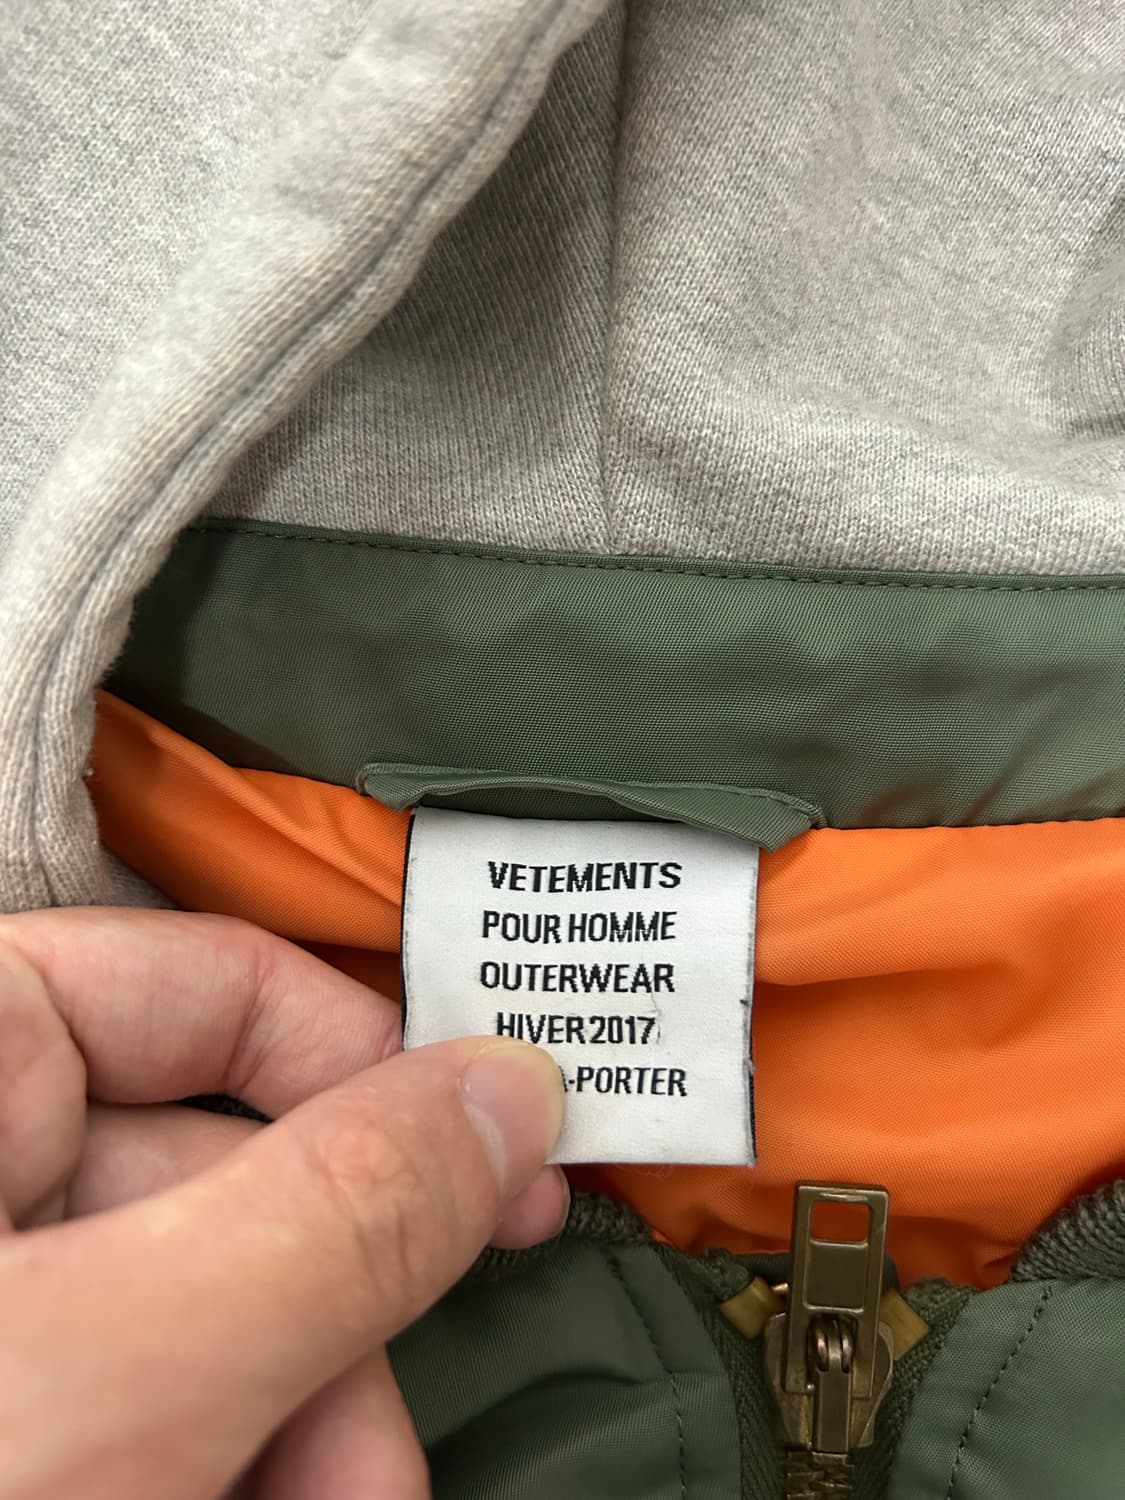 VETEMENTS
POUR HOMME
OUTERWEAR
HIVER 2017
-PORTER